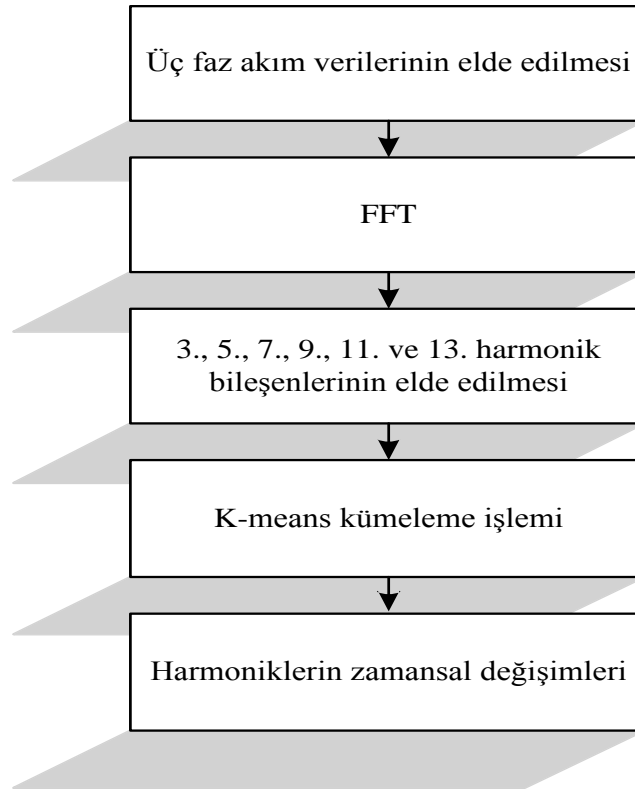 Üç faz akım verilerinin elde edilmesi
FFT
3., 5., 7., 9., 11. ve 13. harmonik
bileşenlerinin elde edilmesi
K-means kümeleme işlemi
Harmoniklerin zamansal değişimleri